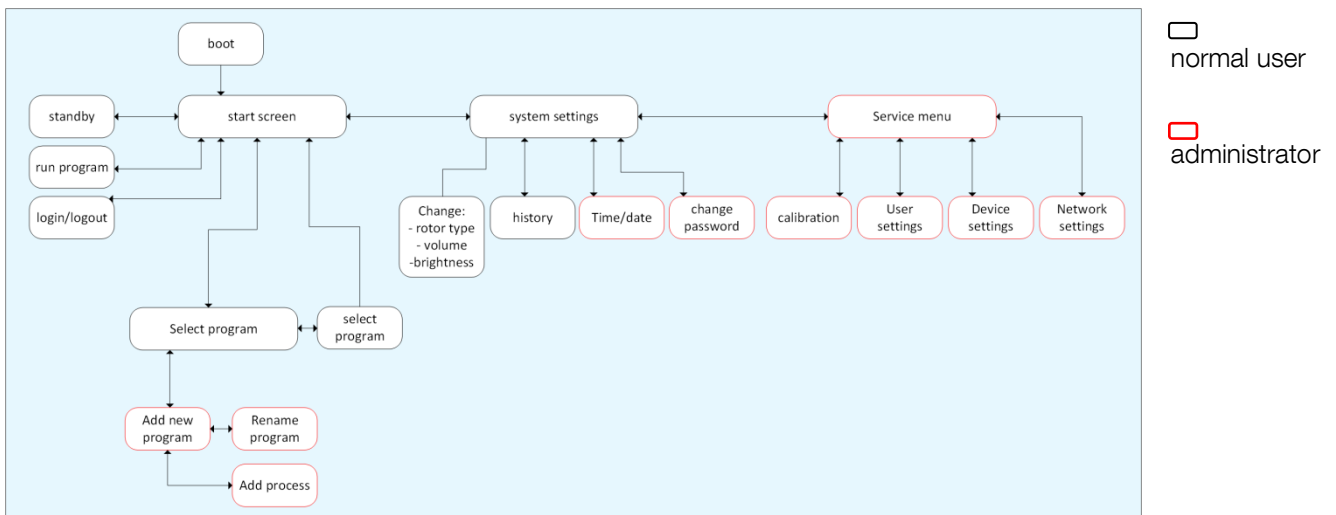 boot
normal user
standby
start screen
system settings
Service menu
administrator
run program
login/logout
Change:
- rotor type
- volume
-brightness
history
Time/date
change
password
calibration
User
settings
Device
settings
Network
settings
Select program
select
program
Add new
program
Rename
program
Add process